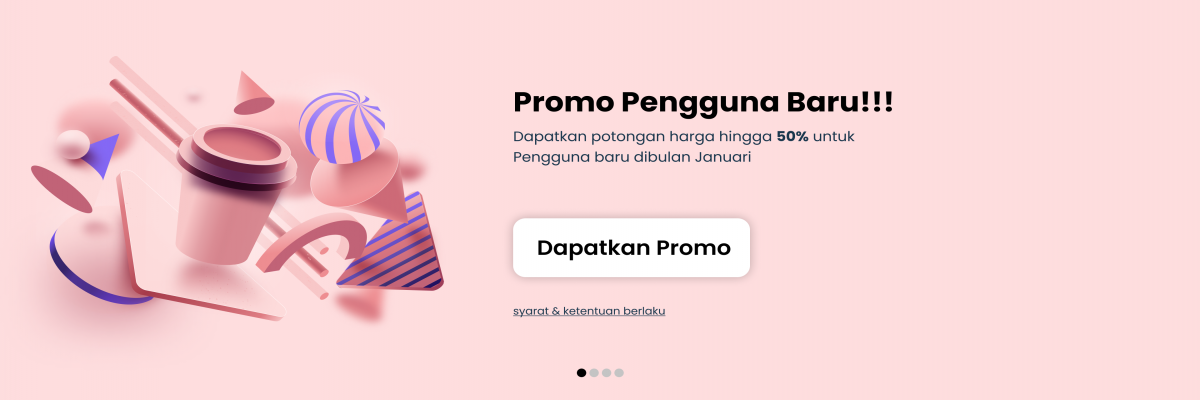 Promo Pengguna Baru!!!
Dapatkan potongan harga hingga 50% untuk
Pengguna baru dibulan Januari
Dapatkan Promo
syarat & ketentuan berlaku